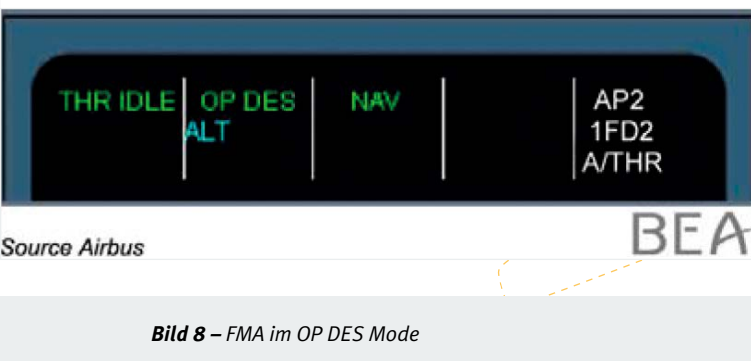 THR IDLE OP DES NAV AP2
ALT 1FD2
A/THR
Source Airbus
BEA
Bild 8 – FMA im OP DES Mode